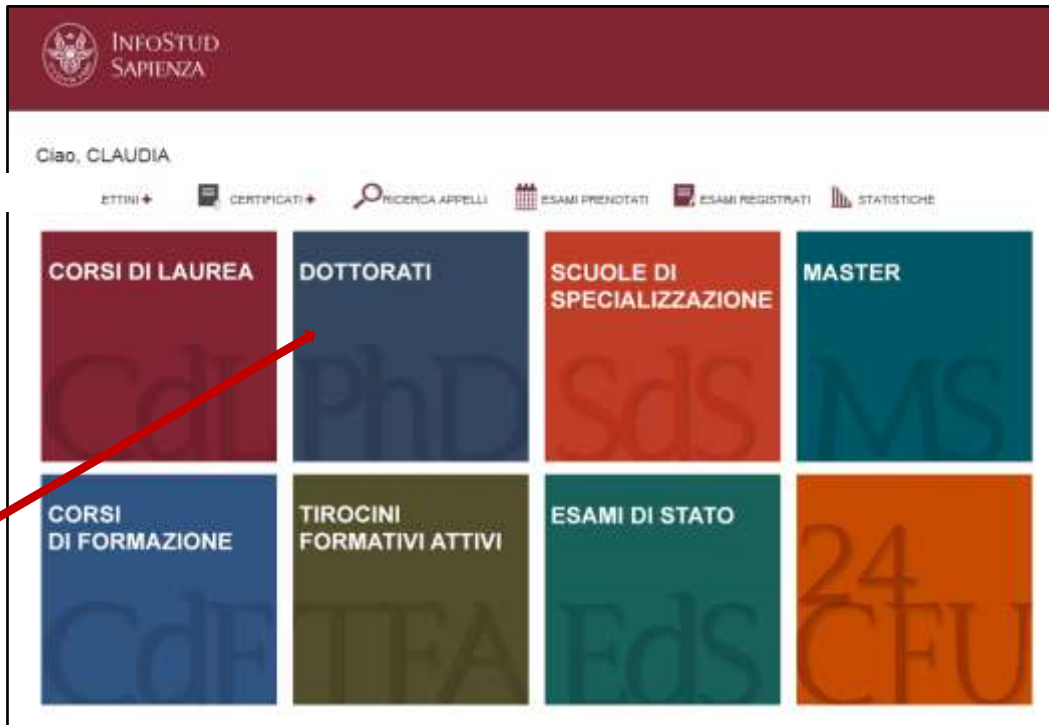 INFOSTUD
SAPIENZA
Ciao, CLAUDIA
ETTINI + CERTIFICATI + RICERCA APPELLI ESAMI PRENOTATI ESAMI REGISTRATI STATISTICHE
CORSI DI LAUREA
CdL
DOTTORATI
PhD
SCUOLE DI
SPECIALIZZAZIONE
SdS
MASTER
MS
CORSI
DI FORMAZIONE
CdF
TIROCINI
FORMATIVI ATTIVI
TFA
ESAMI DI STATO
EdS
24
CFU